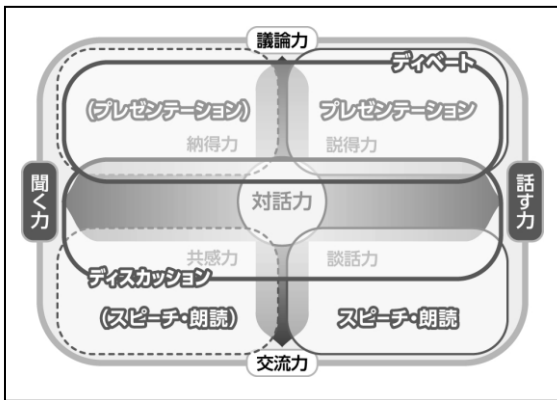 議論力
ディベート
(プレゼンテーション)
プレゼンテーション
納得力
説得力
聞く力
対話力
話す力
共感力
談話力
ディスカッション
(スピーチ・朗読)
スピーチ・朗読
交流力